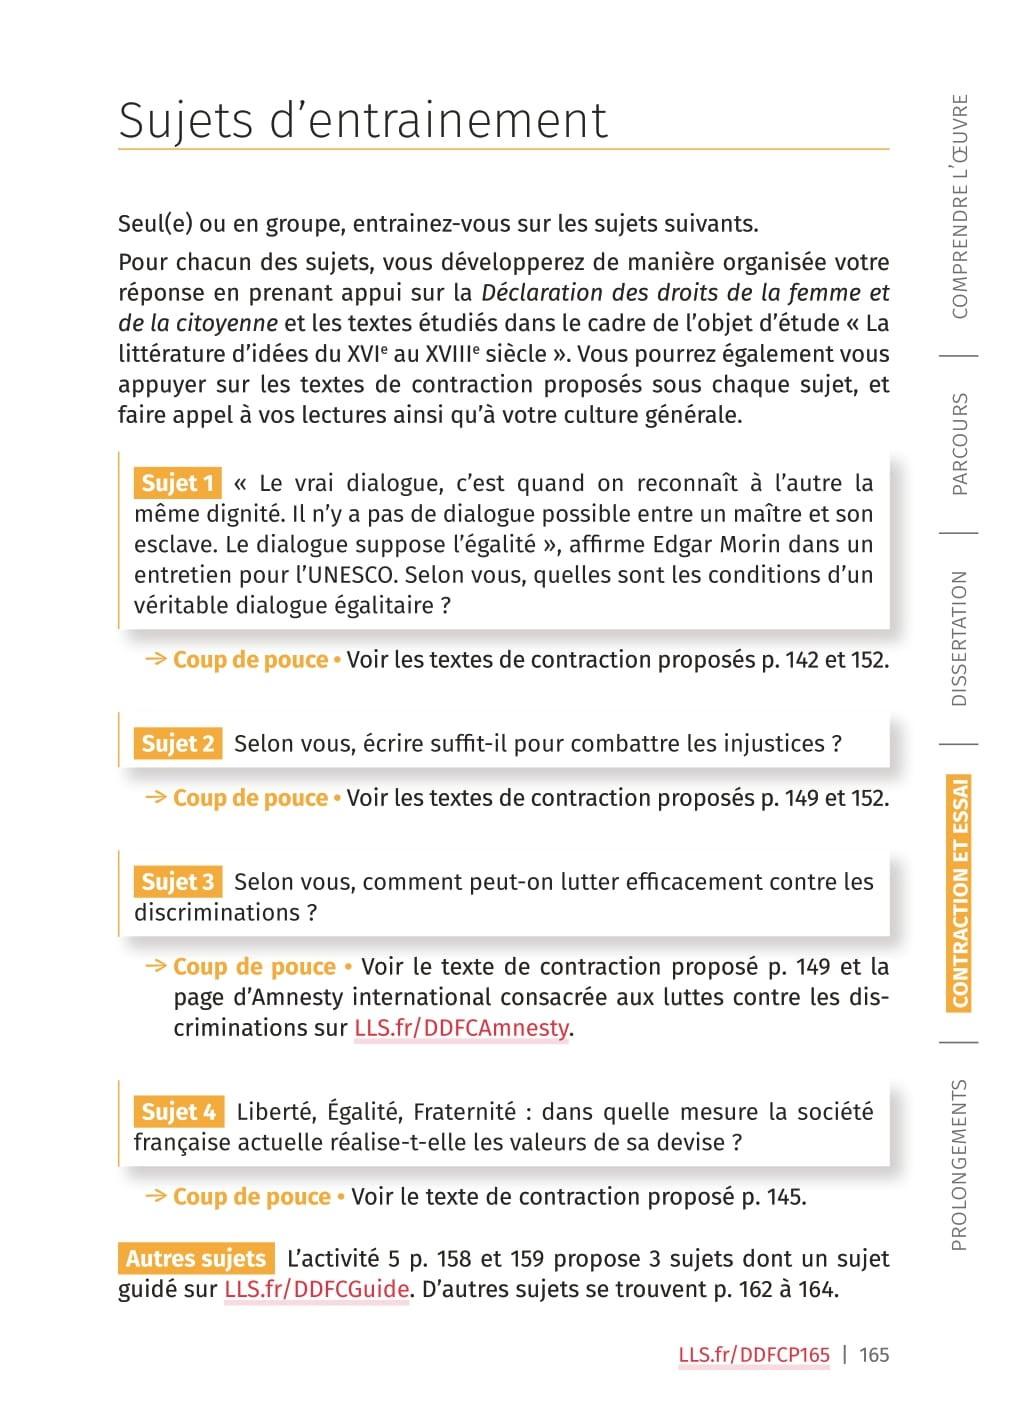 Sujets d’entrainement
Seul(e) ou en groupe, entrainez-vous sur les sujets suivants.
Pour chacun des sujets, vous développerez de manière organisée votre
réponse en prenant appui sur la Déclaration des droits de la femme et
de la citoyenne et les textes étudiés dans le cadre de l’objet d’étude « La
littérature d’idées du XVIe au XVIIIe siècle ». Vous pourrez également vous
appuyer sur les textes de contraction proposés sous chaque sujet, et
faire appel à vos lectures ainsi qu’à votre culture générale.
Sujet 1 « Le vrai dialogue, c’est quand on reconnaît à l’autre la
même dignité. Il n’y a pas de dialogue possible entre un maître et son
esclave. Le dialogue suppose l’égalité », affirme Edgar Morin dans un
entretien pour l’UNESCO. Selon vous, quelles sont les conditions d’un
véritable dialogue égalitaire ?
→ Coup de pouce • Voir les textes de contraction proposés p. 142 et 152.
Sujet 2 Selon vous, écrire suffit-il pour combattre les injustices ?
→ Coup de pouce • Voir les textes de contraction proposés p. 149 et 152.
Sujet 3 Selon vous, comment peut-on lutter efficacement contre les
discriminations ?
→ Coup de pouce • Voir le texte de contraction proposé p. 149 et la
page d’Amnesty international consacrée aux luttes contre les dis-
criminations sur LLS.fr/DDFCAmnesty.
Sujet 4 Liberté, Égalité, Fraternité : dans quelle mesure la société
française actuelle réalise-t-elle les valeurs de sa devise ?
→ Coup de pouce • Voir le texte de contraction proposé p. 145.
Autres sujets L’activité 5 p. 158 et 159 propose 3 sujets dont un sujet
guidé sur LLS.fr/DDFCGuide. D’autres sujets se trouvent p. 162 à 164.
LLS.fr/DDFCP165 | 165
COMPRENDRE L’ŒUVRE
PARCOURS
DISSERTATION
CONTRACTION ET ESSAI
PROLONGEMENTS